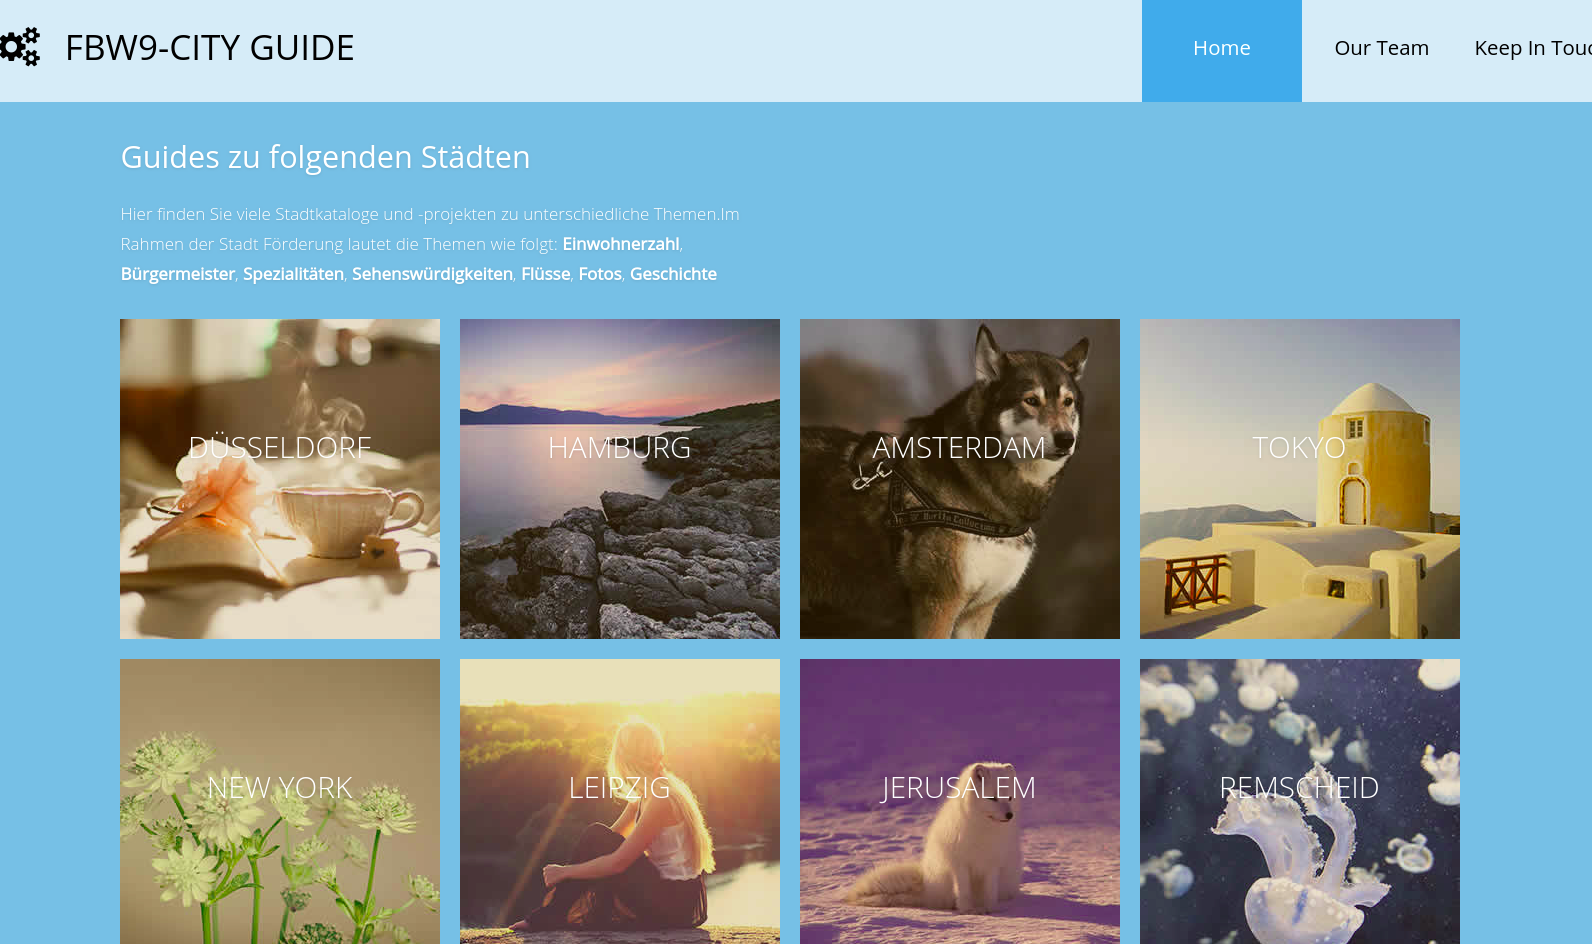 FBW9-CITY GUIDE
Home
Our Team
Keep In Touc
Guides zu folgenden Städten
Hier finden Sie viele Stadtkataloge und -projekten zu unterschiedliche Themen.Im
Rahmen der Stadt Förderung lautet die Themen wie folgt: Einwohnerzahl,
Bürgermeister, Spezialitäten, Sehenswürdigkeiten, Flüsse, Fotos, Geschichte
DÜSSELDORF
HAMBURG
AMSTERDAM
TOKYO
NEW YORK
LEIPZIG
JERUSALEM
REMSCHEID